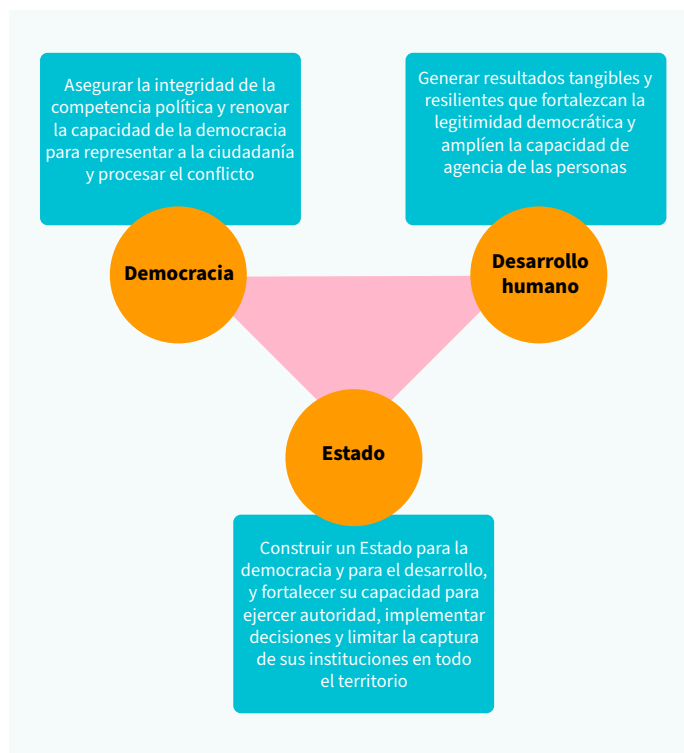 Asegurar la integridad de la
competencia política y renovar
la capacidad de la democracia
para representar a la ciudadanía
y procesar el conflicto
Generar resultados tangibles y
resilientes que fortalezcan la
legitimidad democrática y
amplíen la capacidad de
agencia de las personas
Democracia
Desarrollo
humano
Estado
Construir un Estado para la
democracia y para el desarrollo,
y fortalecer su capacidad para
ejercer autoridad, implementar
decisiones y limitar la captura
de sus instituciones en todo
el territorio